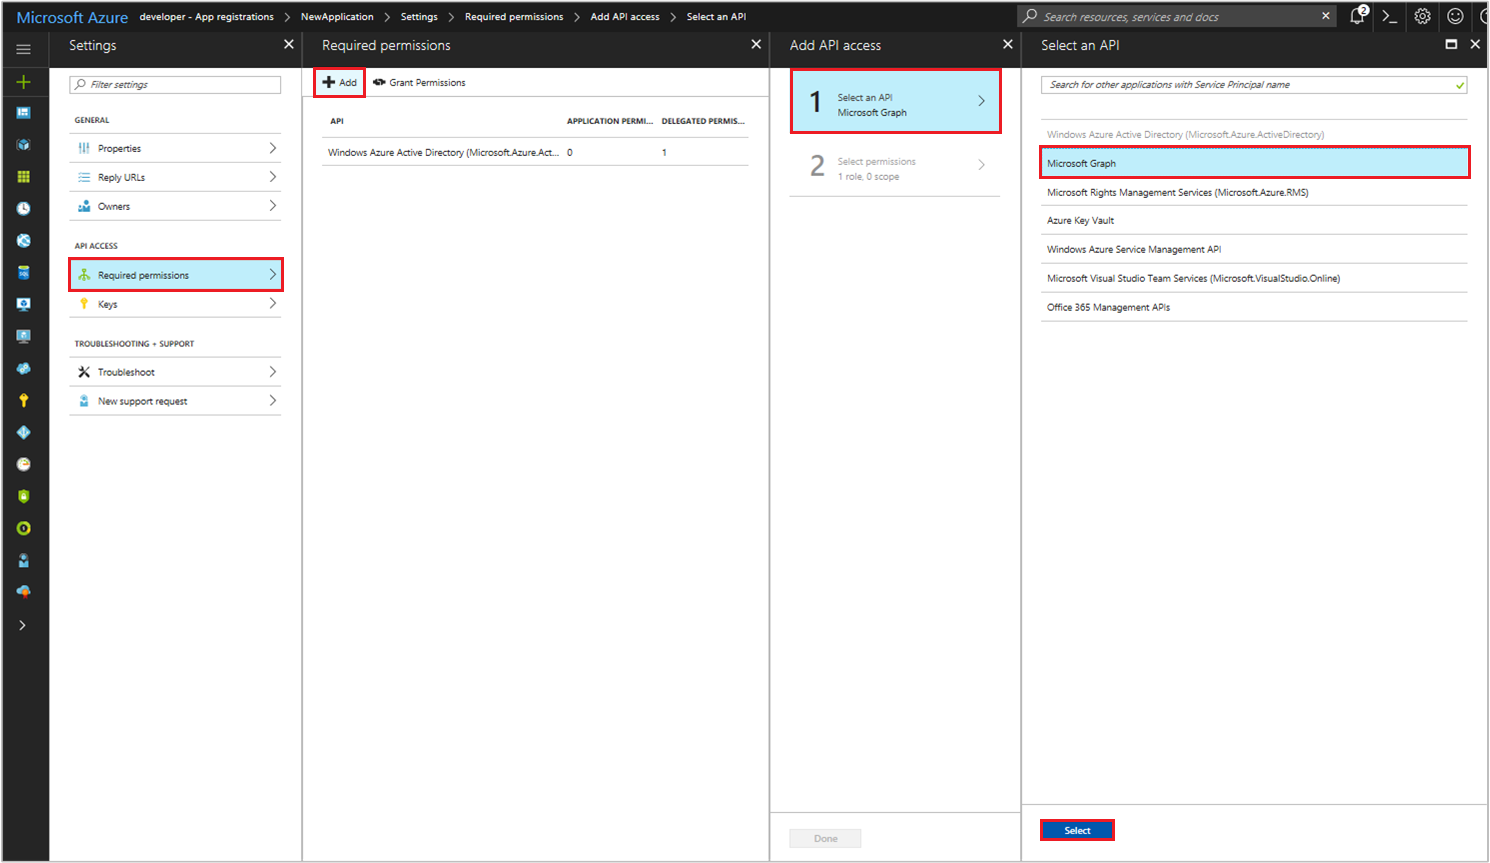 Microsoft Azure developer - App registrations NewApplication Settings Required permissions Add API access Select an API
Search resources, services and docs
2
Settings
Filter settings
GENERAL
Properties
Reply URLs
Owners
API ACCESS
Required permissions
Keys
TROUBLESHOOTING + SUPPORT
Troubleshoot
New support request
Required permissions
Add Grant Permissions
API APPLICATION PERMI... DELEGATED PERMIS...
Windows Azure Active Directory (Microsoft.Azure.Act... 0 1
Add API access
1 Select an API
Microsoft Graph
2 Select permissions
1 role, 0 scope
Done
Select an API
Search for other applications with Service Principal name
Windows Azure Active Directory (Microsoft.Azure.ActiveDirectory)
Microsoft Graph
Microsoft Rights Management Services (Microsoft.Azure.RMS)
Azure Key Vault
Windows Azure Service Management API
Microsoft Visual Studio Team Services (Microsoft.VisualStudio.Online)
Office 365 Management APIs
Select